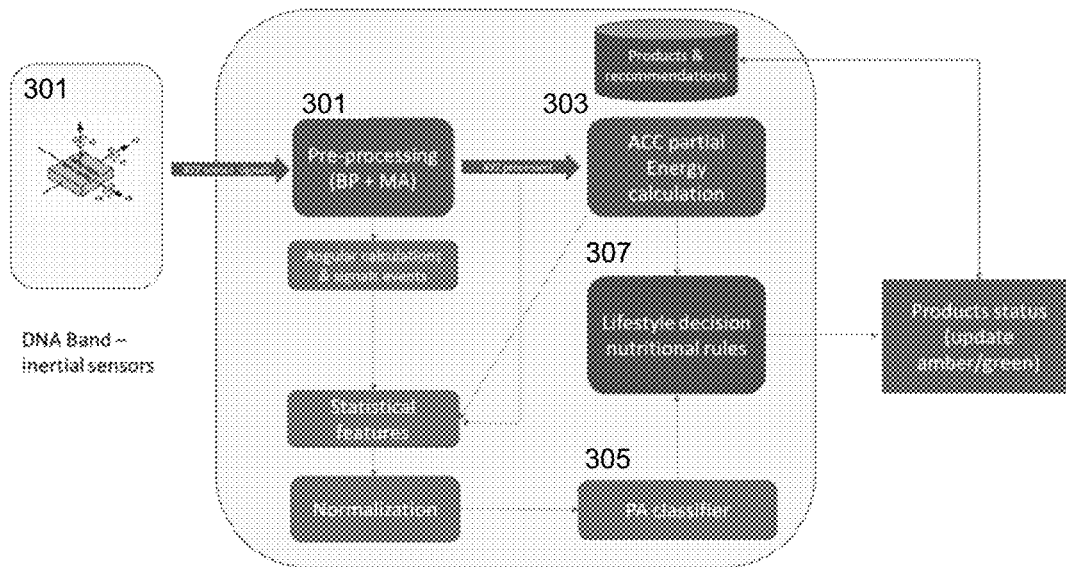 301
DNA Band –
inertial sensors
301
Pre-processing
(BP + MA)
303
Products &
recommendations
ACC partial
Energy
calculation
307
Lifestyle decision
nutritional rules
Products status
(update
amber/green)
Statistical
features
Normalization
305
PA classifier